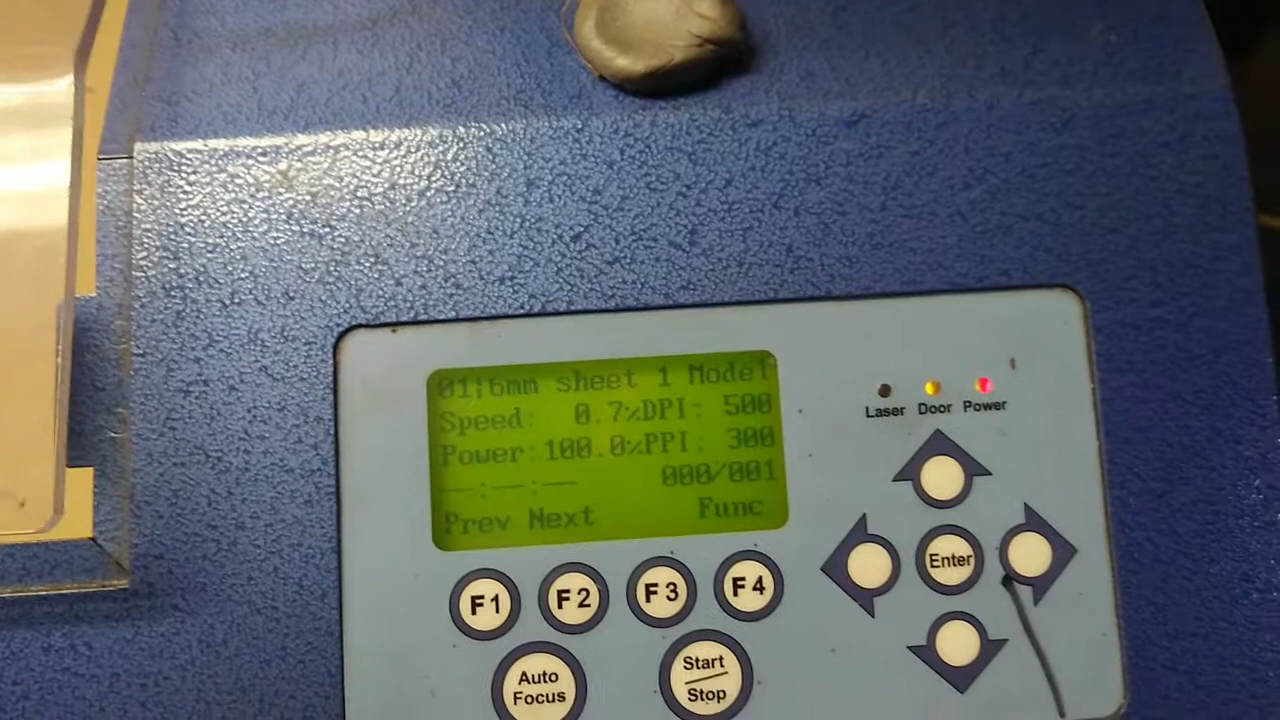 01¦6mm sheet 1 Model
Speed: 0.7%DPI: 500
Power:100.0%PPI: 300
--:--:-- 000/001
Prev Next Func
Laser Door Power
F1 F2 F3 F4
Enter
Auto Focus
Start
Stop